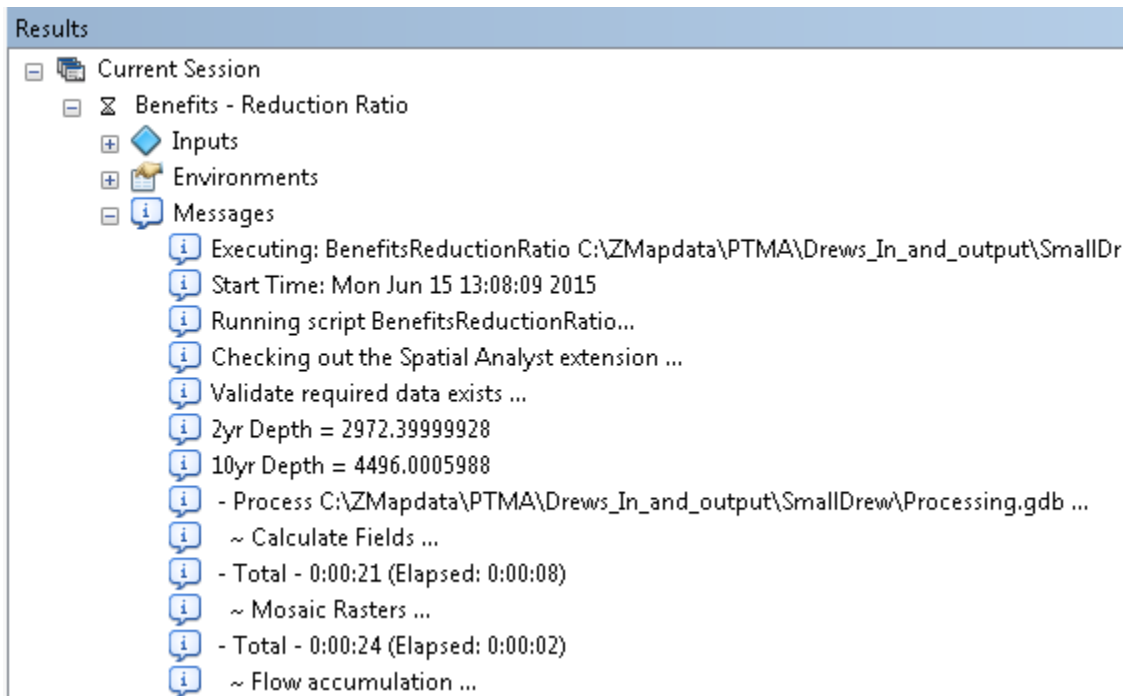 Results
Current Session
Benefits - Reduction Ratio
Inputs
Environments
Messages
Executing: BenefitsReductionRatio C:\ZMapdata\PTMA\Drews_In_and_output\SmallDr
Start Time: Mon Jun 15 13:08:09 2015
Running script BenefitsReductionRatio...
Checking out the Spatial Analyst extension ...
Validate required data exists ...
2yr Depth = 2972.39999928
10yr Depth = 4496.0005988
- Process C:\ZMapdata\PTMA\Drews_In_and_output\SmallDrew\Processing.gdb ...
~ Calculate Fields ...
- Total - 0:00:21 (Elapsed: 0:00:08)
~ Mosaic Rasters ...
- Total - 0:00:24 (Elapsed: 0:00:02)
~ Flow accumulation ...